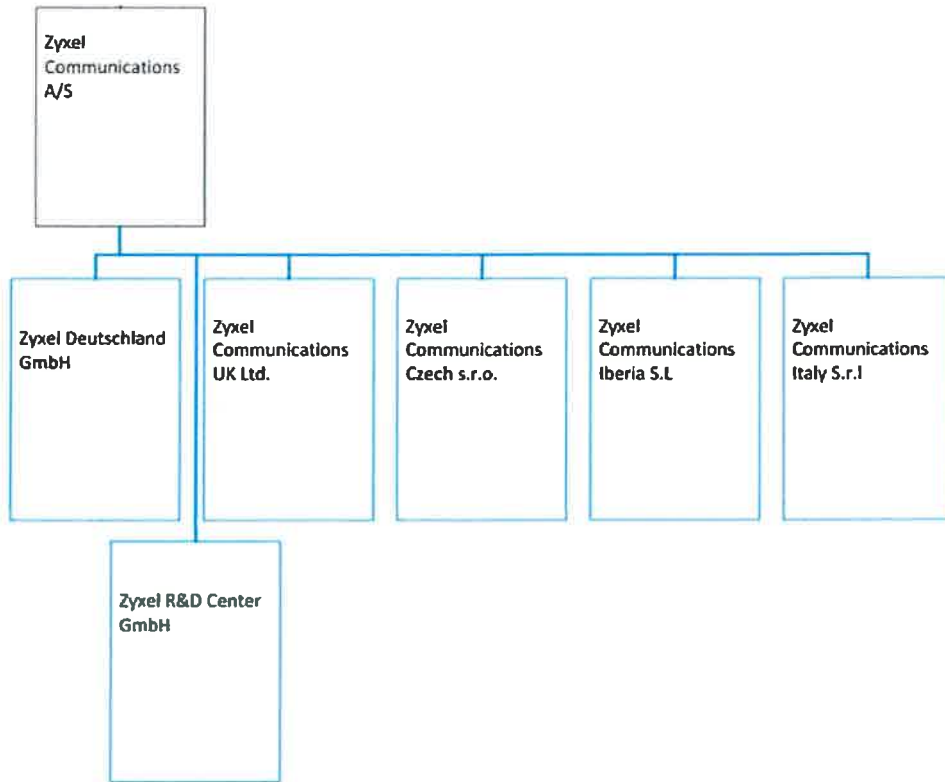 Zyxel
Communications
A/S
Zyxel Deutschland
GmbH
Zyxel
Communications
UK Ltd.
Zyxel
Communications
Czech s.r.o.
Zyxel
Communications
Iberia S.L
Zyxel
Communications
Italy S.r.l
Zyxel R&D Center
GmbH